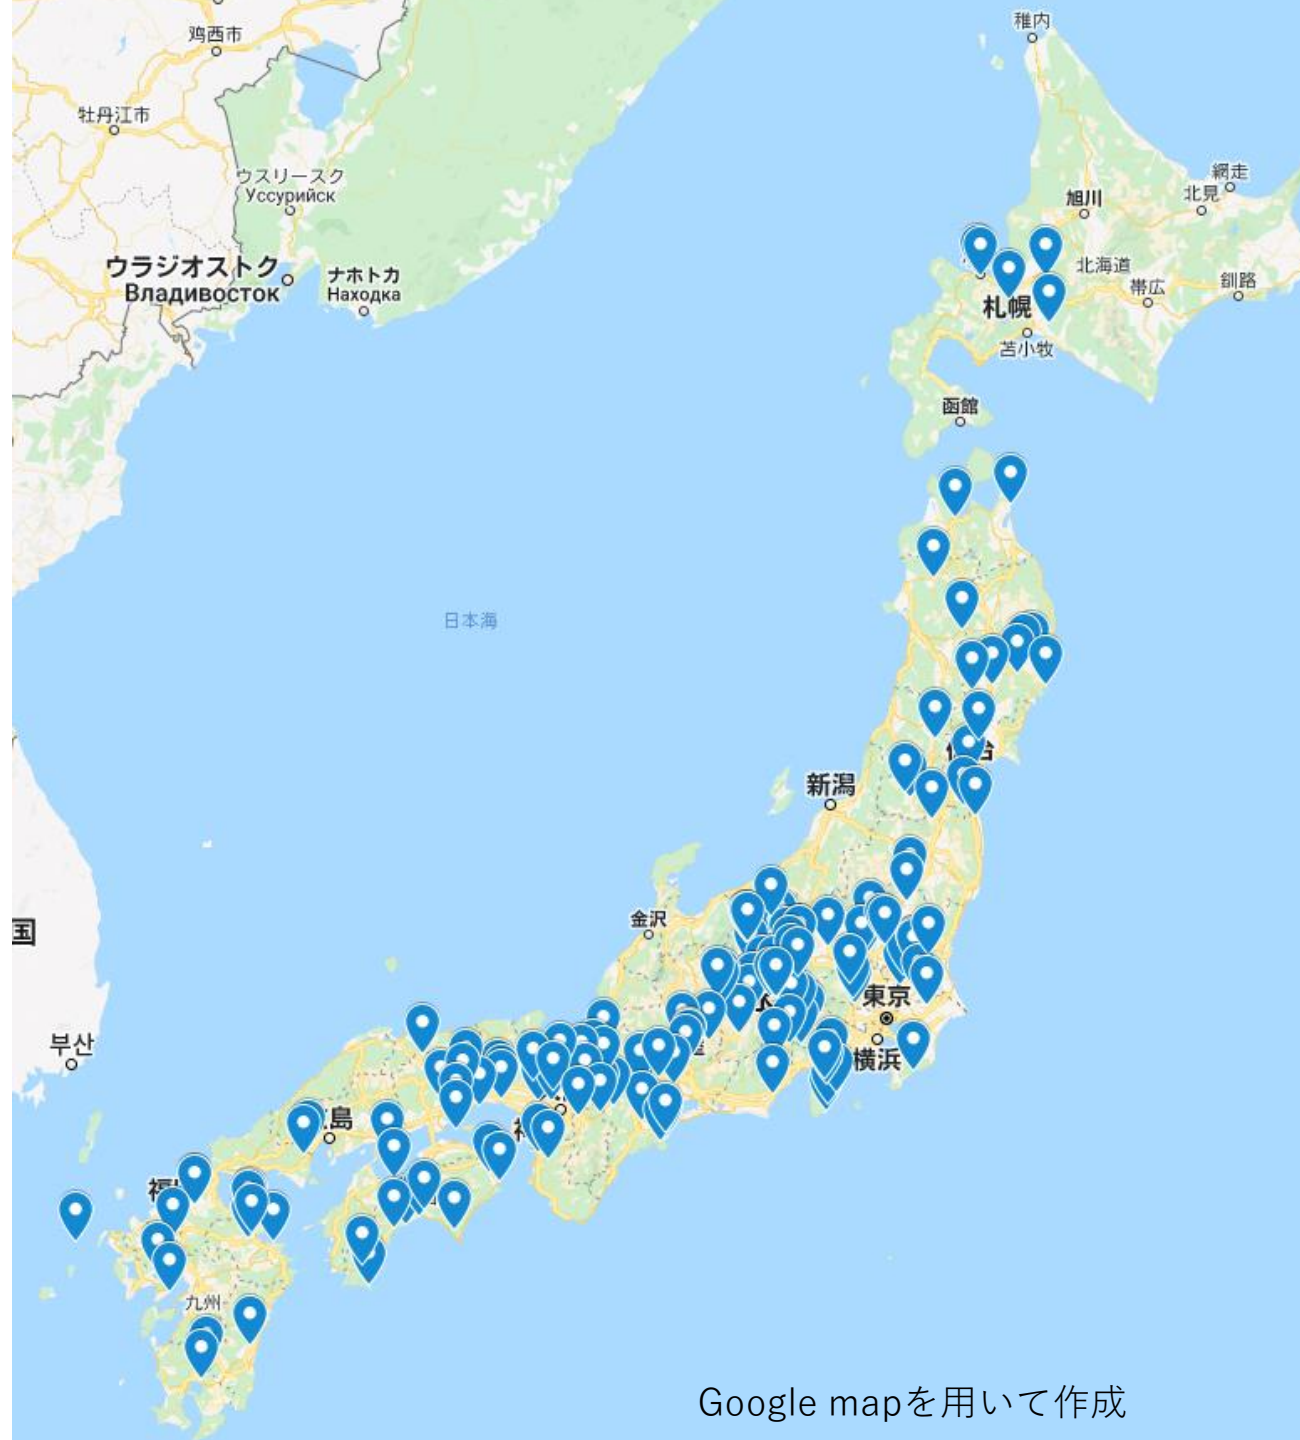 稚内
鸡西市
牡丹江市
網走
ウスリースク
Уссурийск
北見
旭川
ウラジオストク
Владивосток
ナホトカ
Находка
北海道
帯広
釧路
札幌
苫小牧
函館
日本海
台
新潟
金沢
国
東京
부산
横浜
島
九州
Google mapを用いて作成